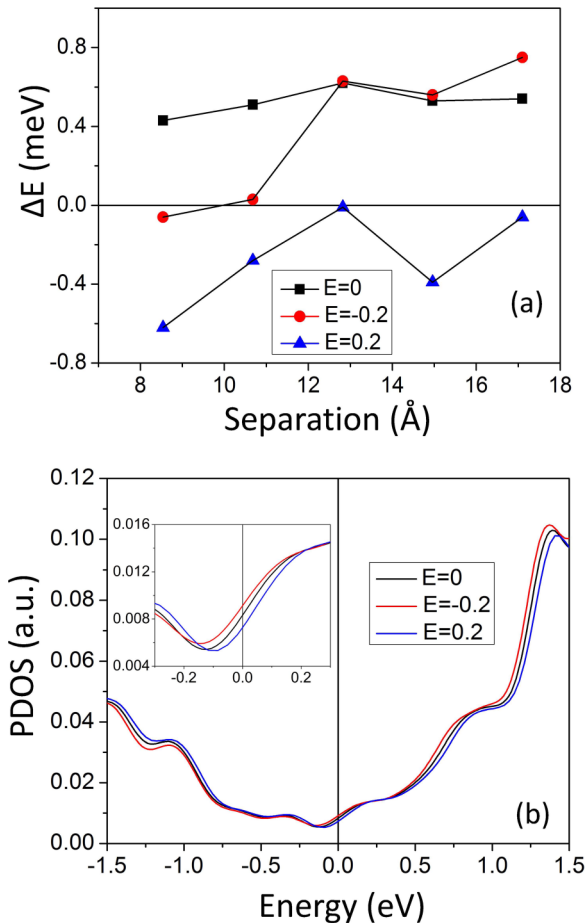 0.8
0.4
0.0
-0.4
-0.8
ΔE (meV)
E=0
E=-0.2
E=0.2
(a)
8 10 12 14 16 18
Separation (Å)
0.12
0.10
0.08
0.06
0.04
0.02
0.00
PDOS (a.u.)
0.016
0.012
0.008
0.004
-0.2 0.0 0.2
E=0
E=-0.2
E=0.2
(b)
-1.5 -1.0 -0.5 0.0 0.5 1.0 1.5
Energy (eV)